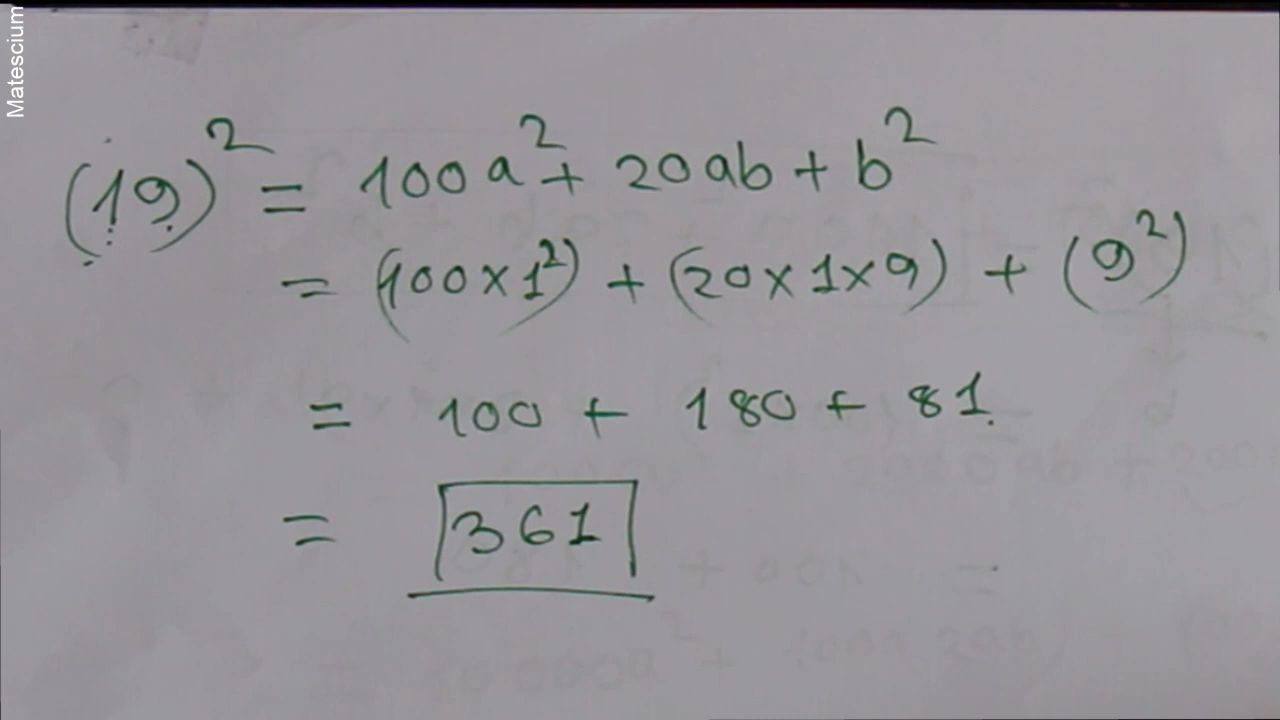 Matescium
(19)² = 100a² + 20ab + b²
= (100×1²) + (20×1×9) + (9²)
= 100 + 180 + 81.
= 361